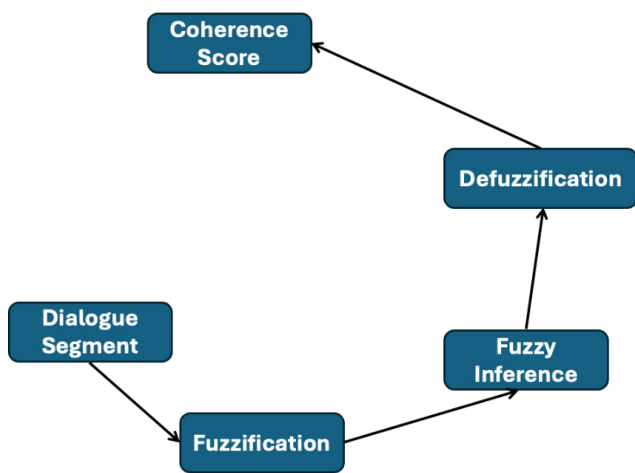 Coherence
Score
Defuzzification
Dialogue
Segment
Fuzzy
Inference
Fuzzification